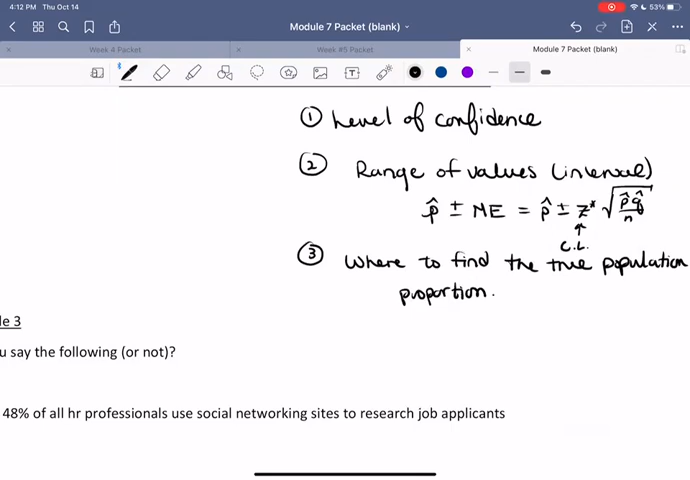 4:12 PM Thu Oct 14
53%
Module 7 Packet (blank)
Week 4 Packet
Week #5 Packet
Module 7 Packet (blank)
① Level of confidence
② Range of values (interval)
p̂ ± ME = p̂ ± z* √(p̂q̂/n)
↑
C.L.
③ Where to find the true population
proportion.
le 3
u say the following (or not)?
48% of all hr professionals use social networking sites to research job applicants